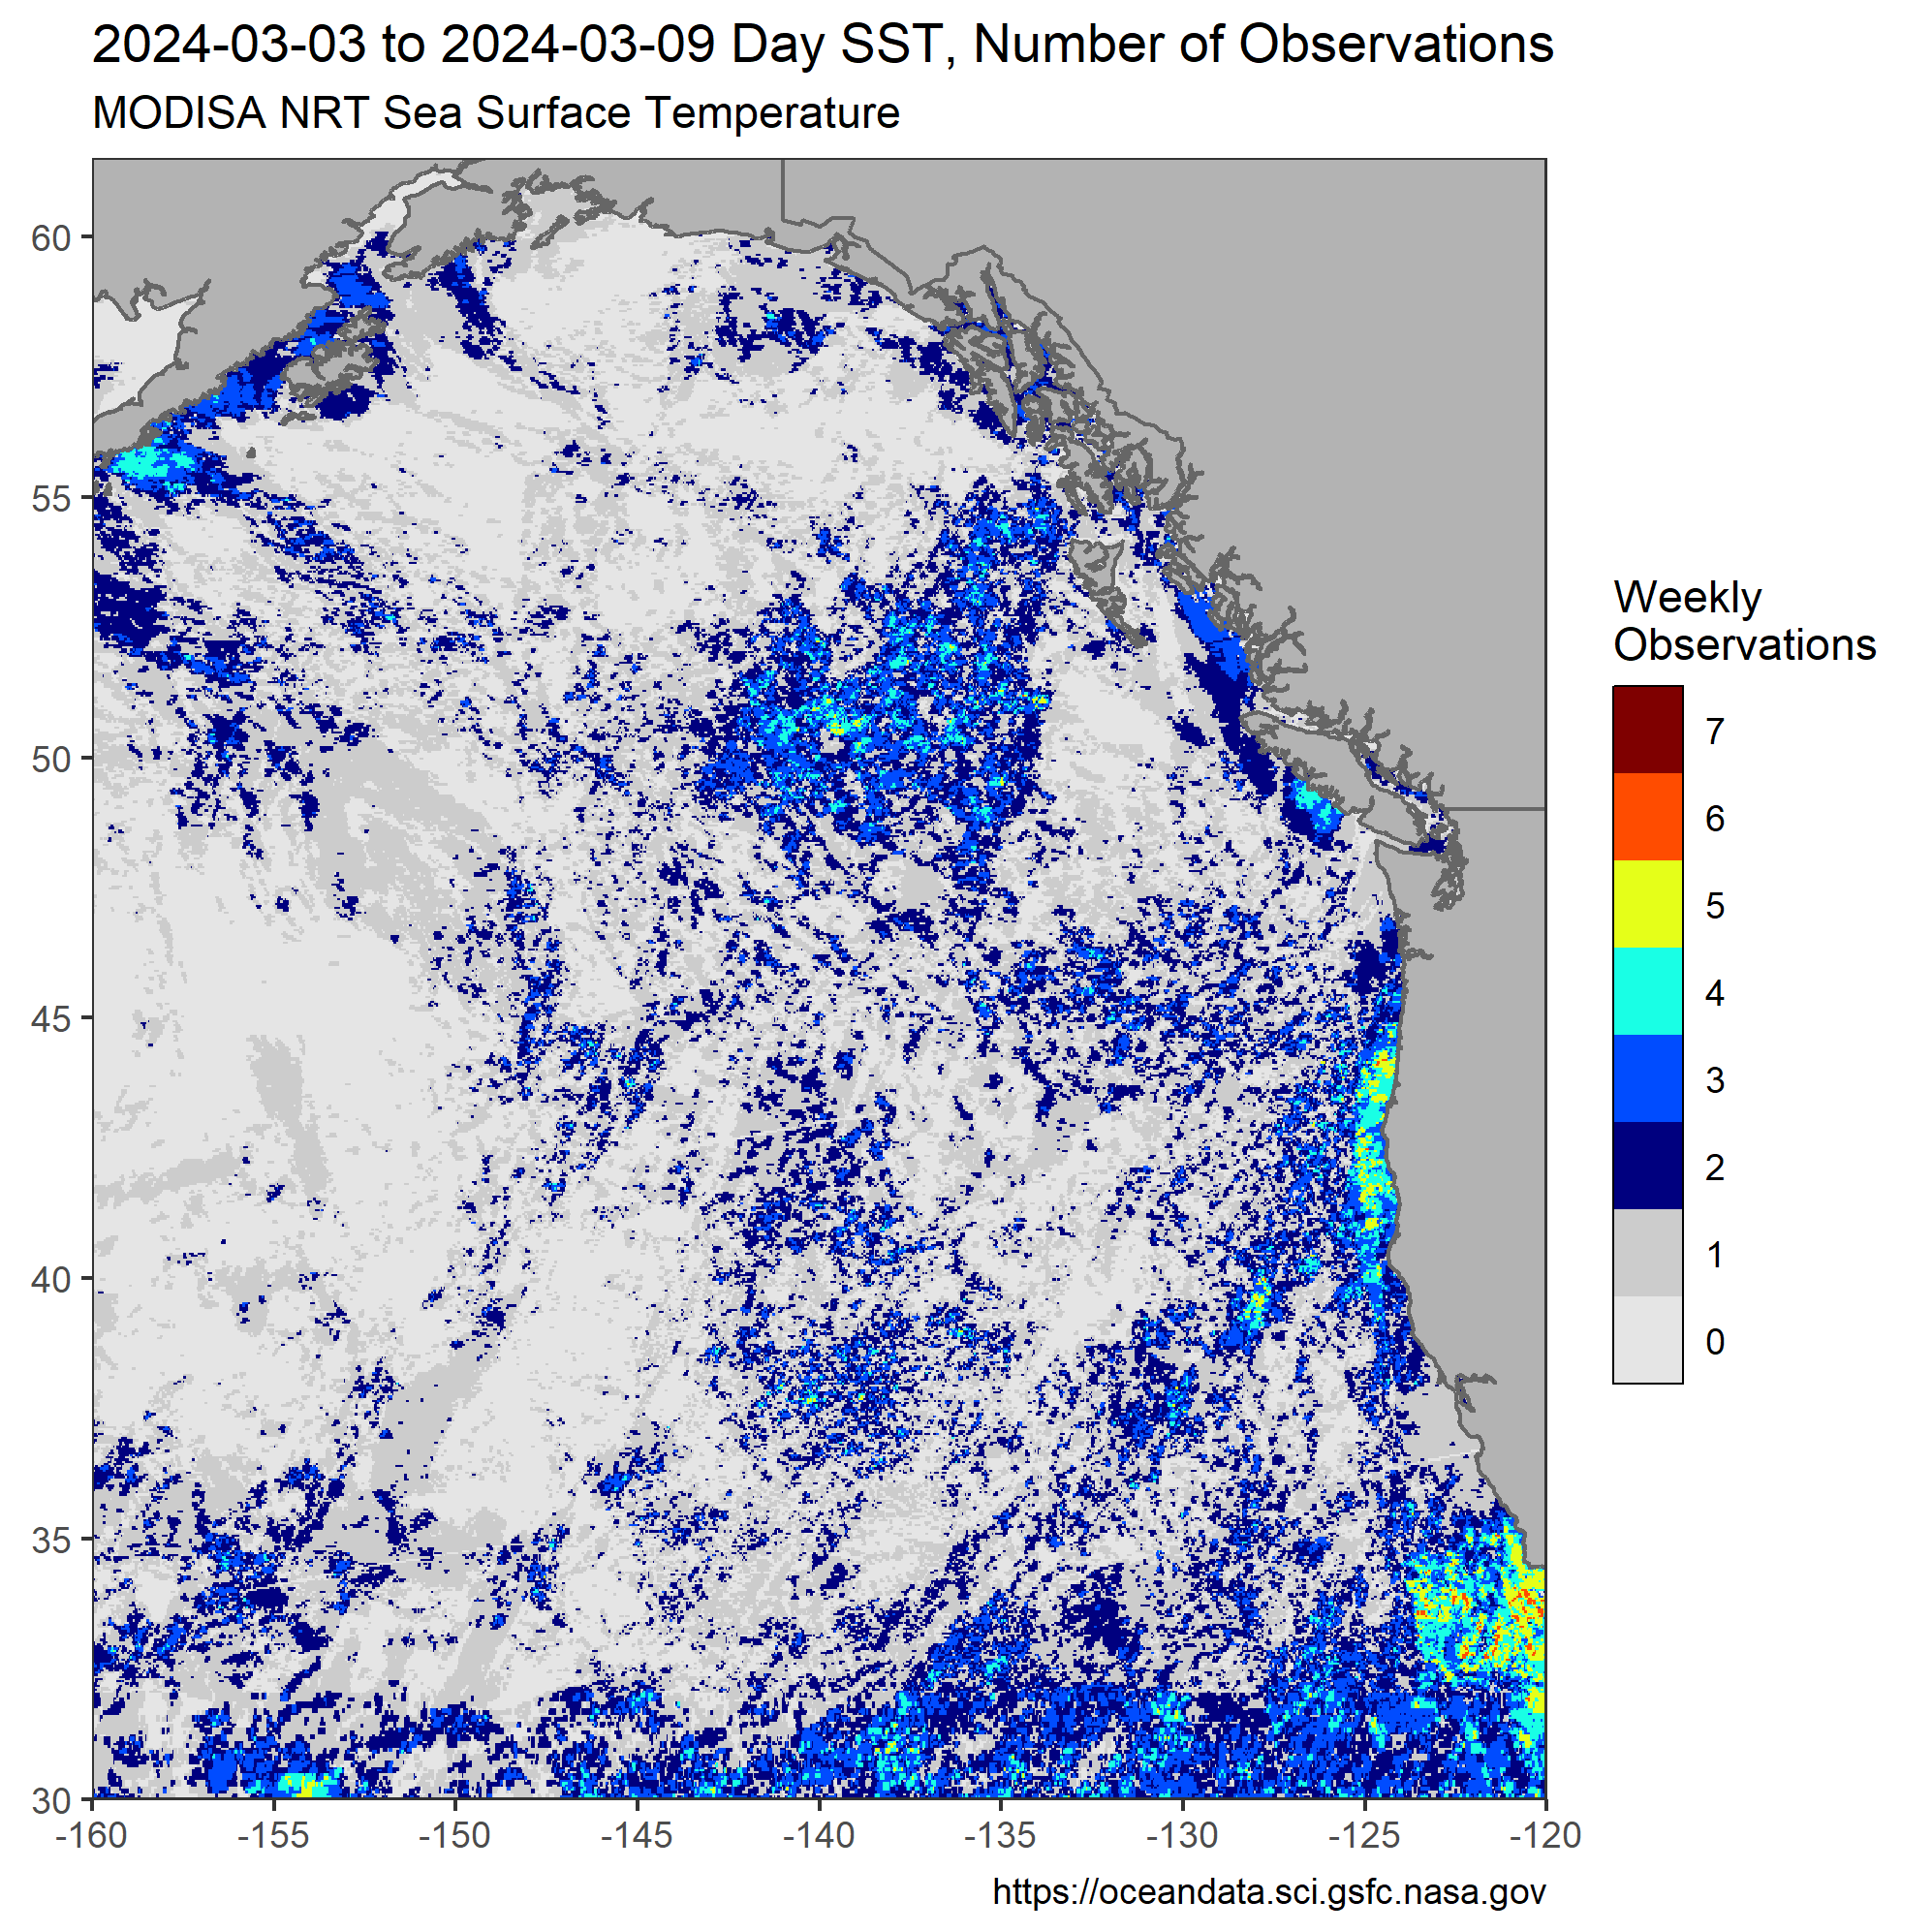 2024-03-03 to 2024-03-09 Day SST, Number of Observations
MODISA NRT Sea Surface Temperature
60
55
50
45
40
35
30
-160 -155 -150 -145 -140 -135 -130 -125 -120
Weekly
Observations
7
6
5
4
3
2
1
0
https://oceandata.sci.gsfc.nasa.gov